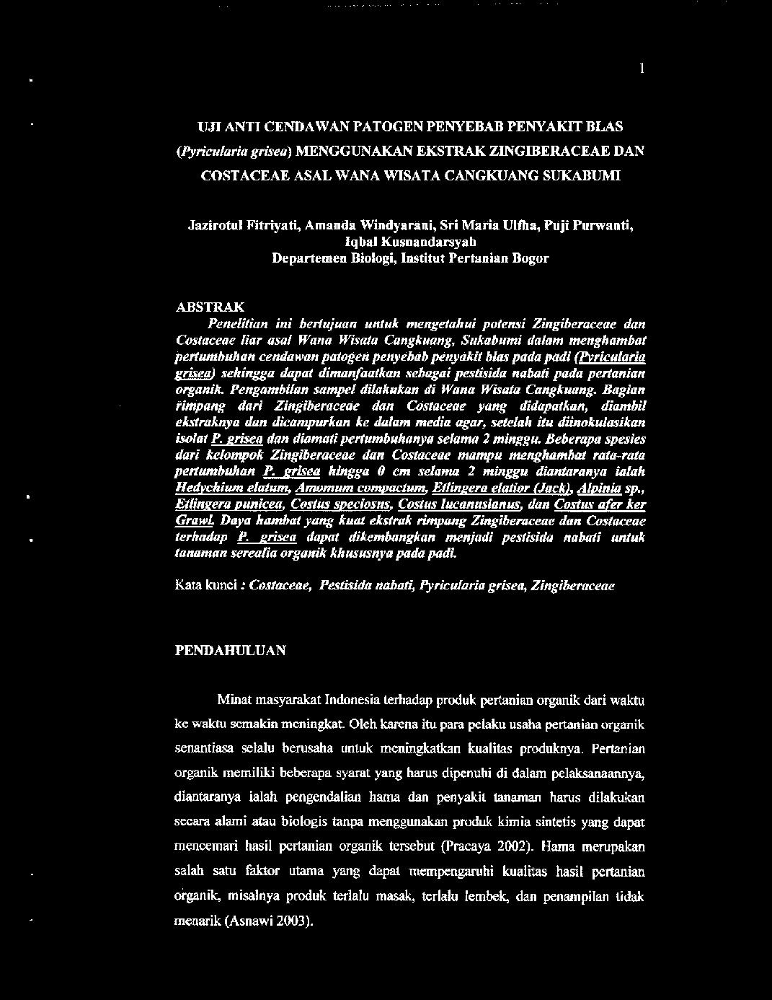 1
UJI ANTI CENDAWAN PATOGEN PENYEBAB PENYAKIT BLAS
(Pyricularia grisea) MENGGUNAKAN EKSTRAK ZINGIBERACEAE DAN
COSTACEAE ASAL WANA WISATA CANGKUANG SUKABUMI
Jazirotul Fitriyati, Amanda Windyarani, Sri Maria Ulfha, Puji Purwanti,
Iqbal Kusnandarsyah
Departemen Biologi, Institut Pertanian Bogor
ABSTRAK
Penelitian ini bertujuan untuk mengetahui potensi Zingiberaceae dan
Costaceae liar asal Wana Wisata Cangkuang, Sukabumi dalam menghambat
pertumbuhan cendawan patogen penyebab penyakit blas pada padi (Pyricularia
grisea) sehingga dapat dimanfaatkan sebagai pestisida nabati pada pertanian
organik. Pengambilan sampel dilakukan di Wana Wisata Cangkuang. Bagian
rimpang dari Zingiberaceae dan Costaceae yang didapatkan, diambil
ekstraknya dan dicampurkan ke dalam media agar, setelah itu diinokulasikan
isolat P. grisea dan diamati pertumbuhanya selama 2 minggu. Beberapa spesies
dari kelompok Zingiberaceae dan Costaceae mampu menghambat rata-rata
pertumbuhan P. grisea hingga 0 cm selama 2 minggu diantaranya ialah
Hedychium elatum, Amomum compactum, Etlingera elatior (Jack), Alpinia sp.,
Etlingera punicea, Costus speciosus, Costus lucanusianus, dan Costus afer ker
Grawl. Daya hambat yang kuat ekstrak rimpang Zingiberaceae dan Costaceae
terhadap P. grisea dapat dikembangkan menjadi pestisida nabati untuk
tanaman serealia organik khususnya pada padi.
Kata kunci : Costaceae, Pestisida nabati, Pyricularia grisea, Zingiberaceae
PENDAHULUAN
Minat masyarakat Indonesia terhadap produk pertanian organik dari waktu
ke waktu semakin meningkat. Oleh karena itu para pelaku usaha pertanian organik
senantiasa selalu berusaha untuk meningkatkan kualitas produknya. Pertanian
organik memiliki beberapa syarat yang harus dipenuhi di dalam pelaksanaannya,
diantaranya ialah pengendalian hama dan penyakit tanaman harus dilakukan
secara alami atau biologis tanpa menggunakan produk kimia sintetis yang dapat
mencemari hasil pertanian organik tersebut (Pracaya 2002). Hama merupakan
salah satu faktor utama yang dapat mempengaruhi kualitas hasil pertanian
organik, misalnya produk terlalu masak, terlalu lembek, dan penampilan tidak
menarik (Asnawi 2003).